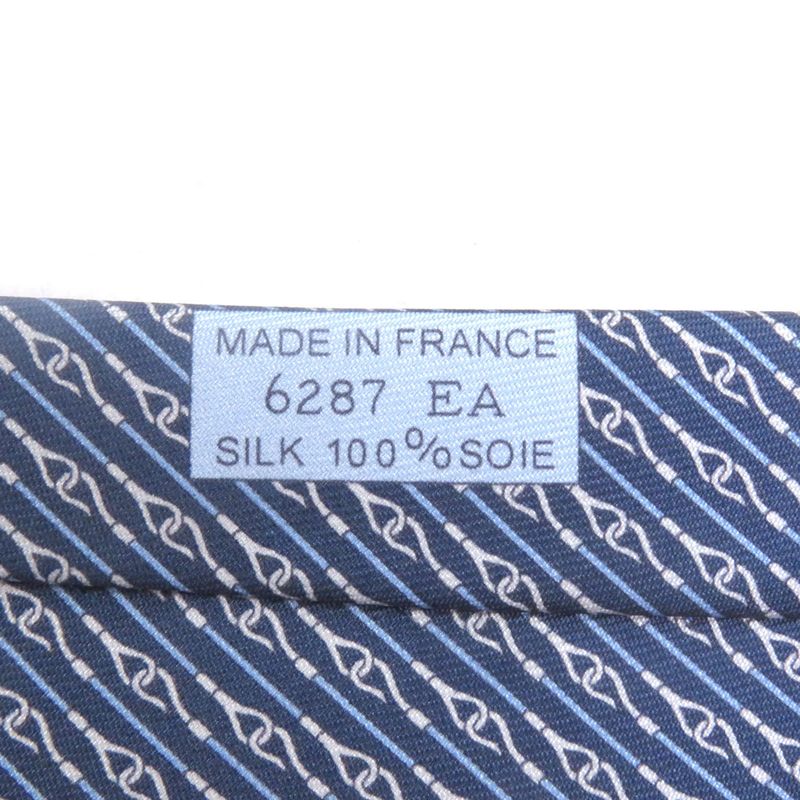 MADE IN FRANCE
6287 EA
SILK 100% SOIE